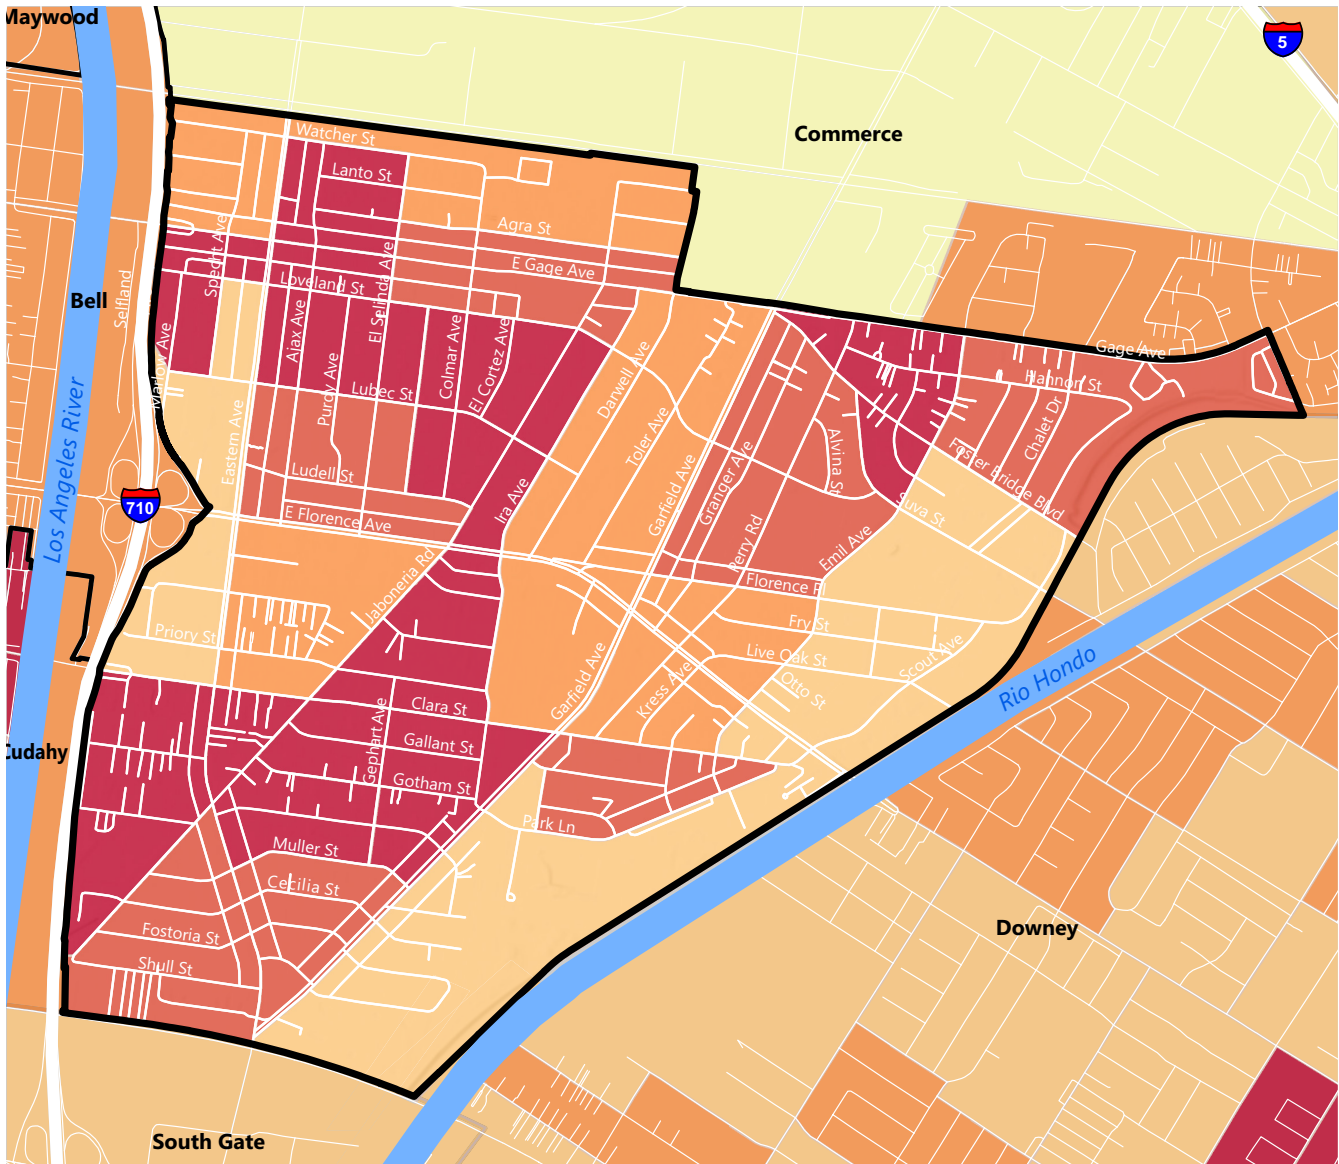 Maywood
5
Commerce
Watcher St
Lanto St
Agra St
Specht Ave
E Gage Ave
Loveland St
El Selinda Ave
Selfland
Bell
Ajax Ave
Marlow Ave
Purdy Ave
Colmar Ave
El Cortez Ave
Lubec St
Darwell Ave
Toler Ave
Gage Ave
Hannon St
Chalet Dr
Foster Bridge Blvd
Alvina St
Granger Ave
Garfield Ave
Suva St
Eastern Ave
Ludell St
Ira Ave
E Florence Ave
710
Los Angeles River
Perry Rd
Emil Ave
Florence Pl
Jaboneria Rd
Priory St
Fry St
Live Oak St
Scout Ave
Otto St
Kress Ave
Garfield Ave
Rio Hondo
Clara St
Gephart Ave
Gallant St
Gotham St
Cudahy
Park Ln
Muller St
Cecilia St
Fostoria St
Shull St
Downey
South Gate